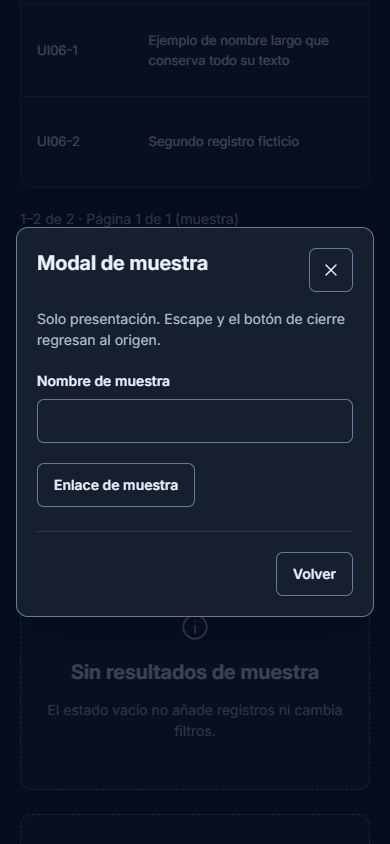 UI06-1
Ejemplo de nombre largo que
conserva todo su texto
UI06-2
Segundo registro ficticio
1–2 de 2 · Página 1 de 1 (muestra)
Modal de muestra
Solo presentación. Escape y el botón de cierre
regresan al origen.
Nombre de muestra
Enlace de muestra
Volver
Sin resultados de muestra
El estado vacío no añade registros ni cambia
filtros.